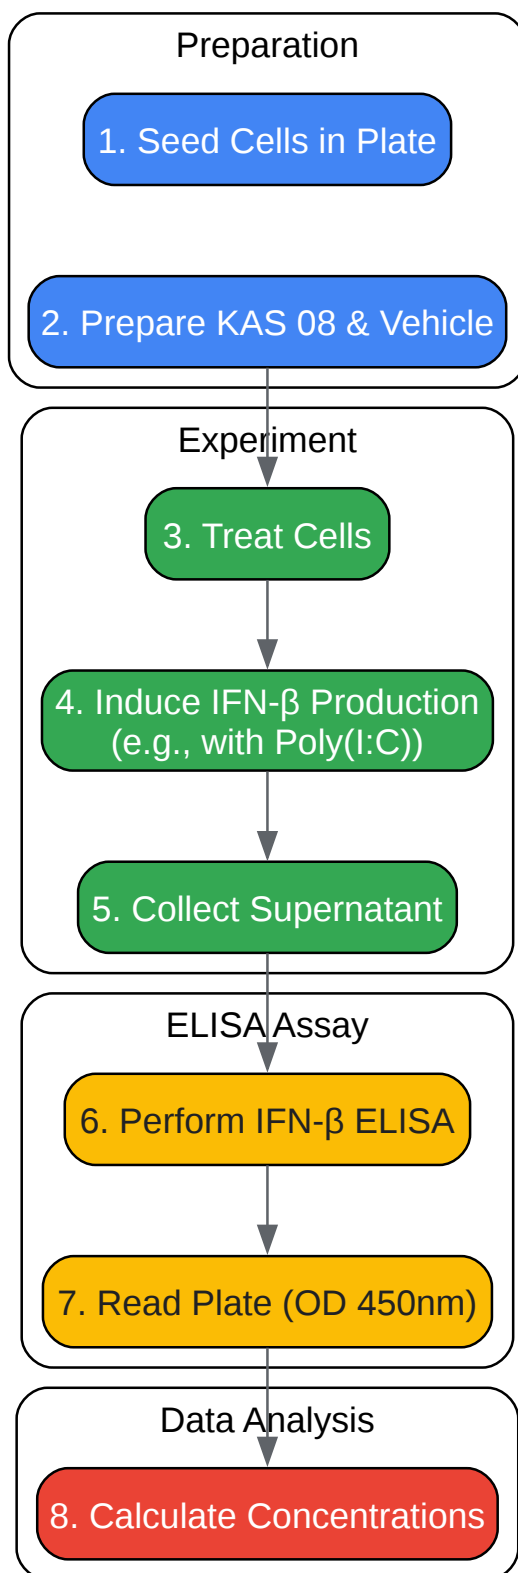 Preparation
1. Seed Cells in Plate
2. Prepare KAS 08 & Vehicle
Experiment
3. Treat Cells
4. Induce IFN-β Production
(e.g., with Poly(I:C))
5. Collect Supernatant
ELISA Assay
6. Perform IFN-β ELISA
7. Read Plate (OD 450nm)
Data Analysis
8. Calculate Concentrations